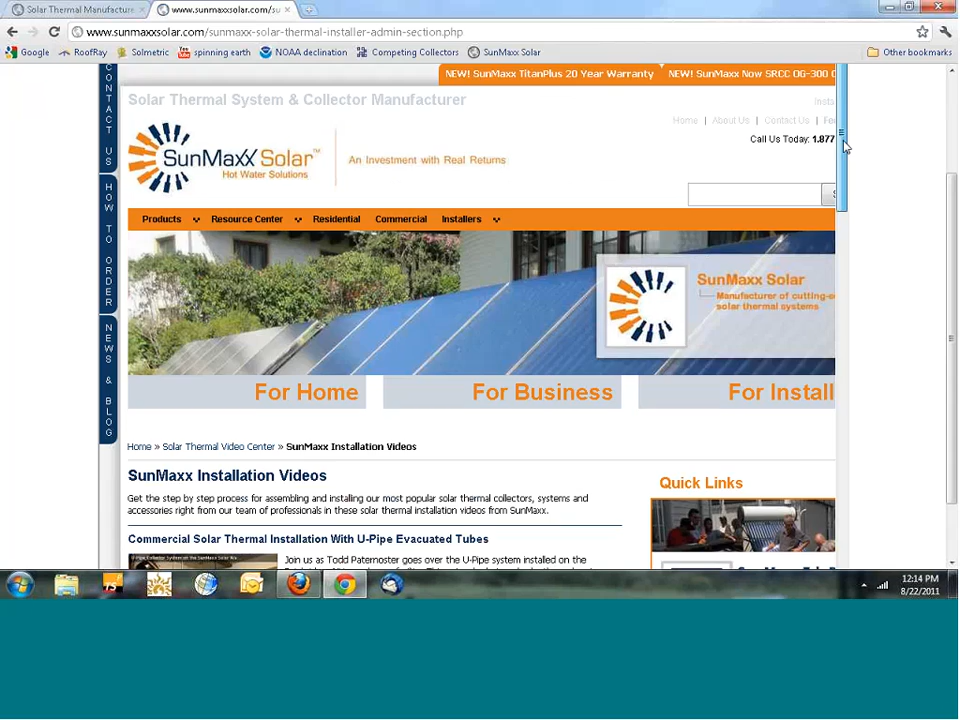 Solar Thermal Manufacture
www.sunmaxxsolar.com/su
www.sunmaxxsolar.com/sunmaxx-solar-thermal-installer-admin-section.php
Google RoofRay Solmetric spinning earth NOAA declination Competing Collectors SunMaxx Solar Other bookmarks
NEW! SunMaxx TitanPlus 20 Year Warranty NEW! SunMaxx Now SRCC OG-300
Solar Thermal System & Collector Manufacturer
Home | About Us | Contact Us |
Call Us Today: 1.877
SunMaxx Solar
Hot Water Solutions
An Investment with Real Returns
CONTACT US
HOW TO ORDER
NEWS & BLOG
Products Resource Center Residential Commercial Installers
SunMaxx Solar
Manufacturer of cutting-e
solar thermal systems
For Home For Business For Install
Home » Solar Thermal Video Center » SunMaxx Installation Videos
SunMaxx Installation Videos
Get the step by step process for assembling and installing our most popular solar thermal collectors, systems and
accessories right from our team of professionals in these solar thermal installation videos from SunMaxx.
Quick Links
Commercial Solar Thermal Installation With U-Pipe Evacuated Tubes
Join us as Todd Paternoster goes over the U-Pipe system installed on the
12:14 PM
8/22/2011